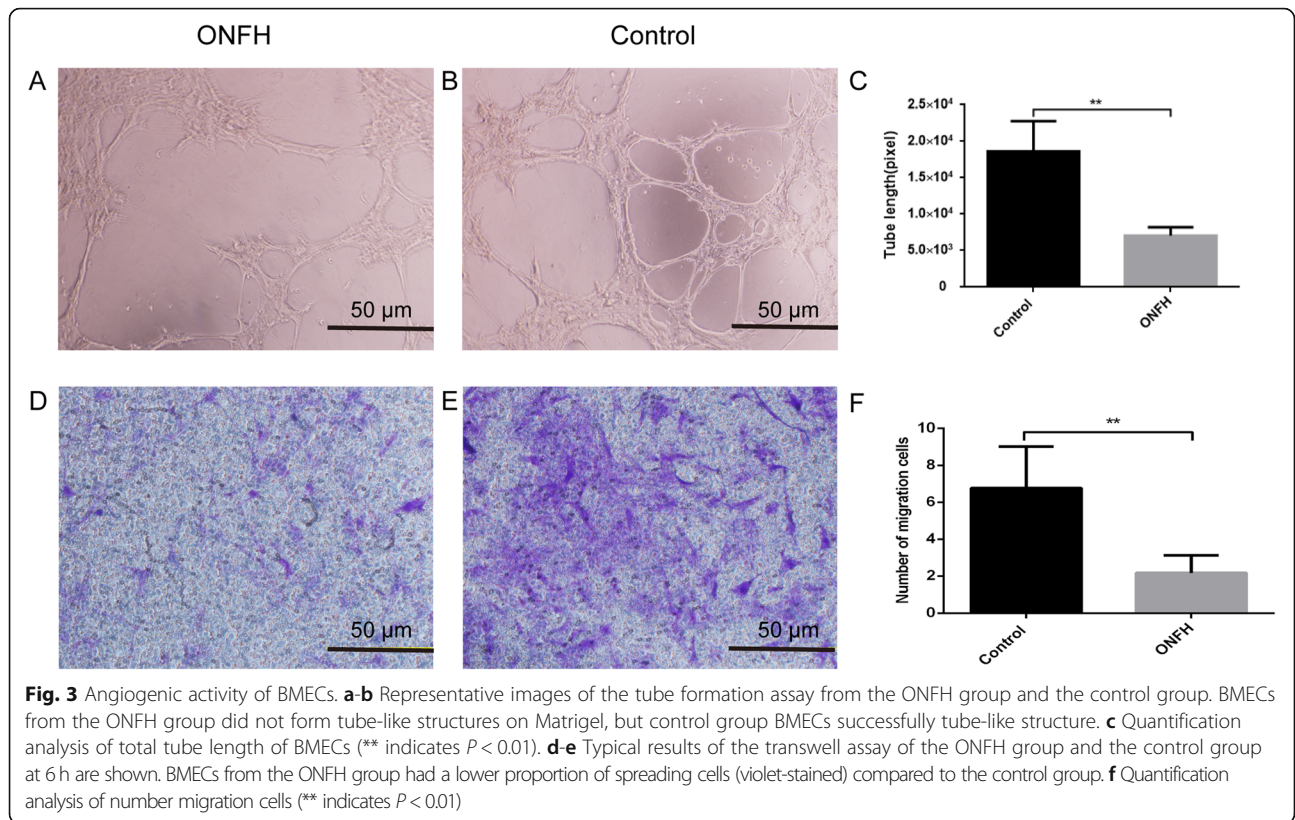 ONFH Control
A B C
2.5×10⁴
2.0×10⁴
1.5×10⁴
1.0×10⁴
5.0×10³
0
Tube length(pixel)
**
Control ONFH
50 µm 50 µm
D E F
10
8
6
4
2
0
Number of migration cells
**
Control ONFH
50 µm 50 µm
Fig. 3 Angiogenic activity of BMECs. a-b Representative images of the tube formation assay from the ONFH group and the control group. BMECs
from the ONFH group did not form tube-like structures on Matrigel, but control group BMECs successfully tube-like structure. c Quantification
analysis of total tube length of BMECs (** indicates P < 0.01). d-e Typical results of the transwell assay of the ONFH group and the control group
at 6 h are shown. BMECs from the ONFH group had a lower proportion of spreading cells (violet-stained) compared to the control group. f Quantification
analysis of number migration cells (** indicates P < 0.01)